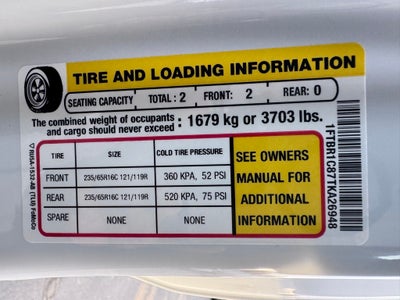 TIRE AND LOADING INFORMATION
SEATING CAPACITY TOTAL : 2 FRONT: 2 REAR: 0
The combined weight of occupants
and cargo should never exceed : 1679 kg or 3703 lbs.
TIRE SIZE COLD TIRE PRESSURE
FRONT 235/65R16C 121/119R 360 KPA, 52 PSI
REAR 235/65R16C 121/119R 520 KPA, 75 PSI
SPARE NONE NONE
SEE OWNERS
MANUAL FOR
ADDITIONAL
INFORMATION
1FTBR1C87TKA26948